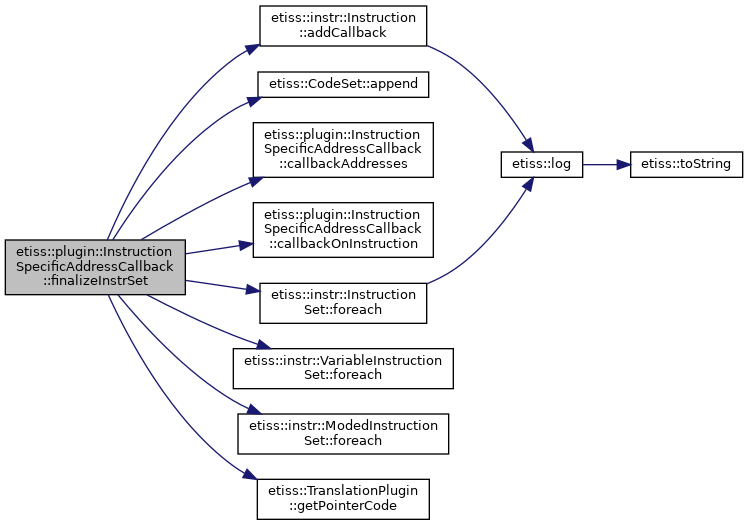 etiss::instr::Instruction
::addCallback
etiss::CodeSet::append
etiss::plugin::Instruction
SpecificAddressCallback
::callbackAddresses
etiss::log
etiss::toString
etiss::plugin::Instruction
SpecificAddressCallback
::callbackOnInstruction
etiss::plugin::Instruction
SpecificAddressCallback
::finalizeInstrSet
etiss::instr::Instruction
Set::foreach
etiss::instr::VariableInstruction
Set::foreach
etiss::instr::ModedInstruction
Set::foreach
etiss::TranslationPlugin
::getPointerCode